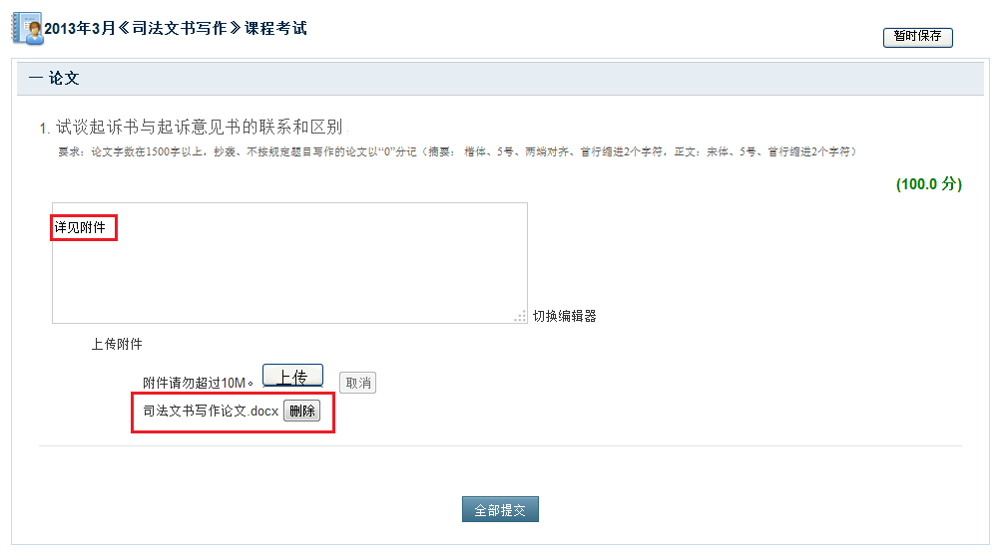 2013年3月《司法文书写作》课程考试
暂时保存
一 论文
1. 试谈起诉书与起诉意见书的联系和区别
要求：论文字数在1500字以上，抄袭、不按规定题目写作的论文以“0”分记（摘要： 楷体、5号、两端对齐、首行缩进2个字符，正文：宋体、5号、首行缩进2个字符）
(100.0 分)
详见附件
切换编辑器
上传附件
附件请勿超过10M。 上传 取消
司法文书写作论文.docx 删除
全部提交